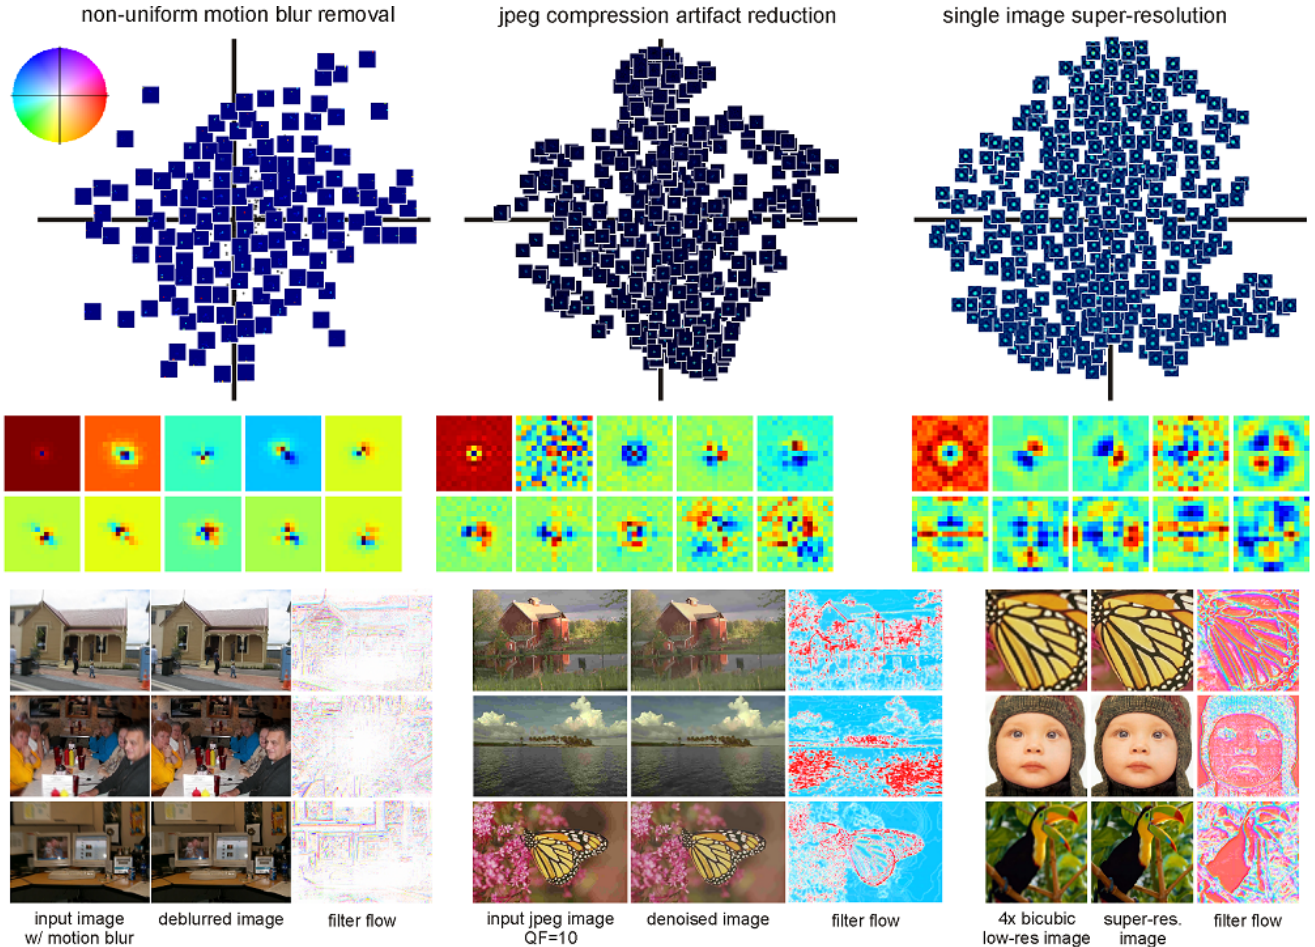 non-uniform motion blur removal
jpeg compression artifact reduction
single image super-resolution
input image
w/ motion blur
deblurred image
filter flow
input jpeg image
QF=10
denoised image
filter flow
4x bicubic
low-res image
super-res.
image
filter flow